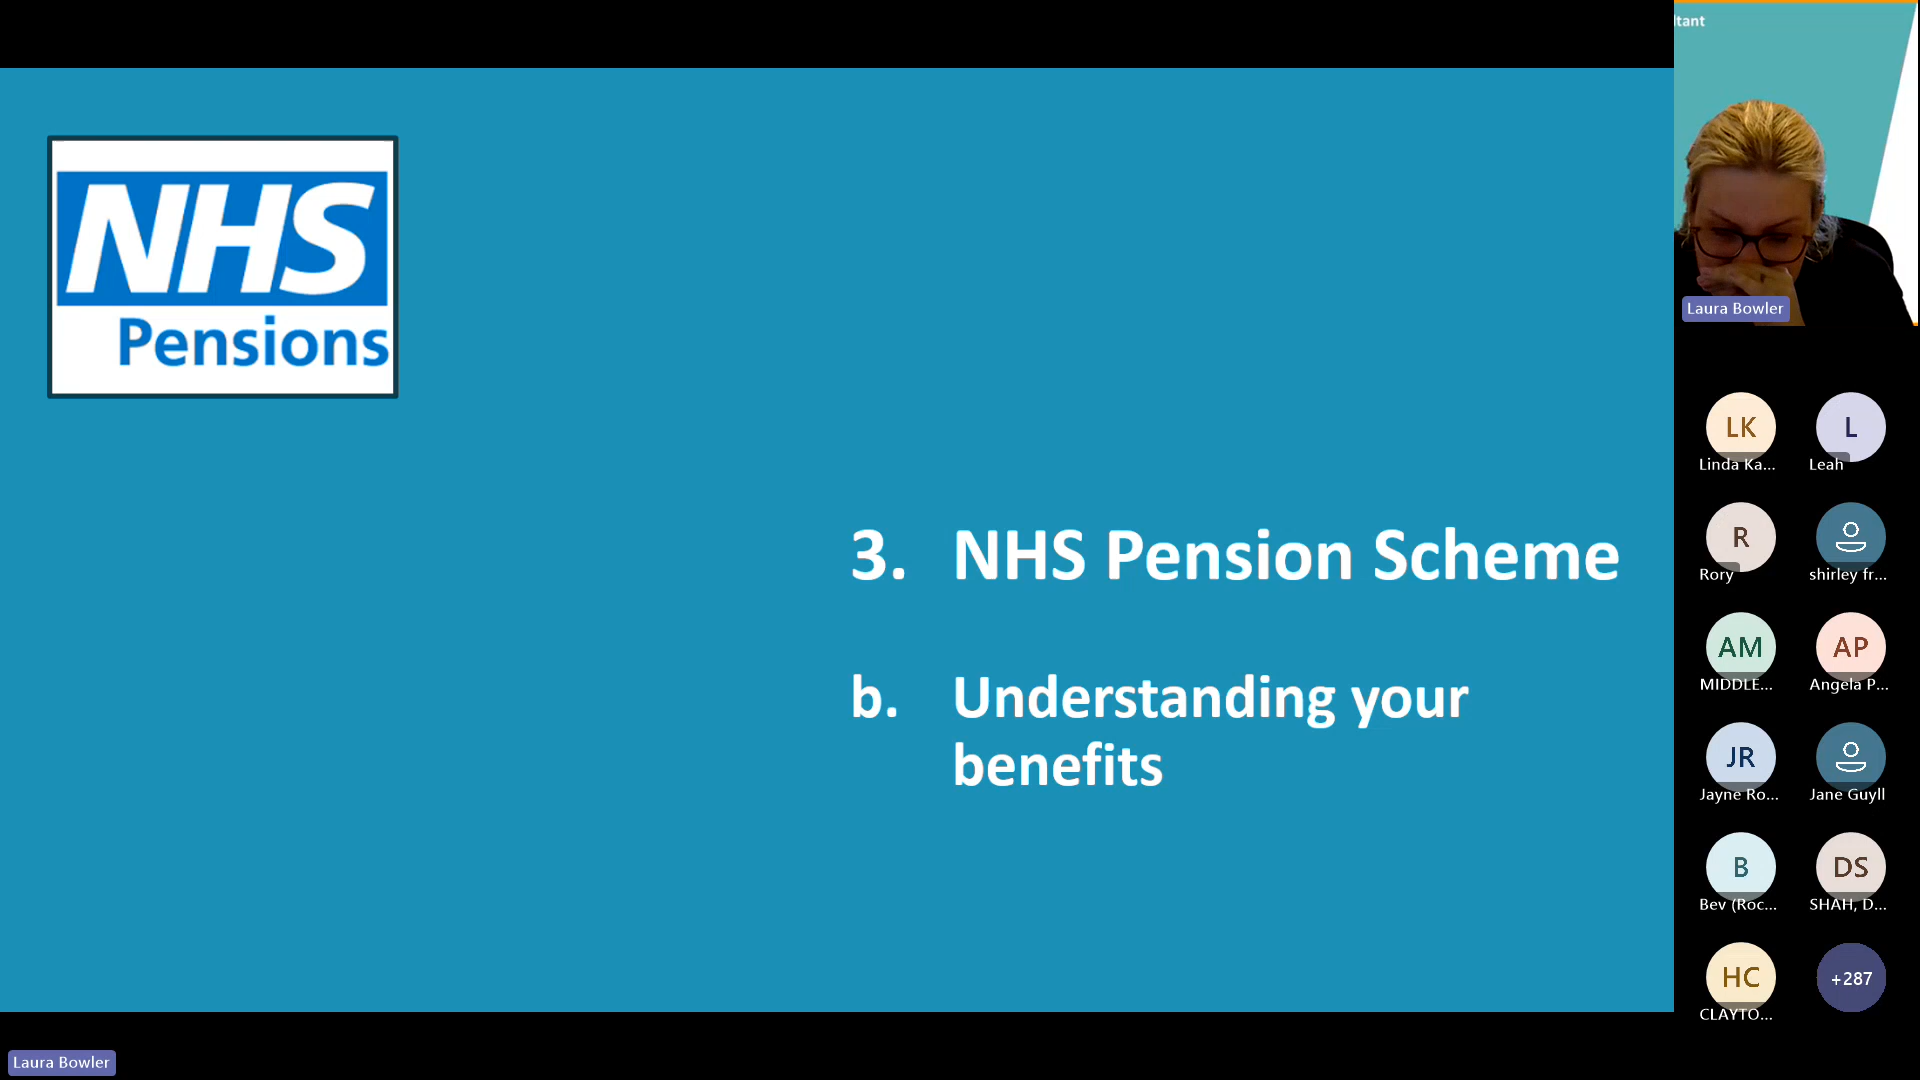 ltant
NHS
Pensions
3. NHS Pension Scheme
b. Understanding your
benefits
Laura Bowler
LK
Linda Ka...
L
Leah
R
Rory
shirley fr...
AM
MIDDLE...
AP
Angela P...
JR
Jayne Ro...
Jane Guyll
B
Bev (Roc...
DS
SHAH, D...
HC
CLAYTO...
+287
Laura Bowler